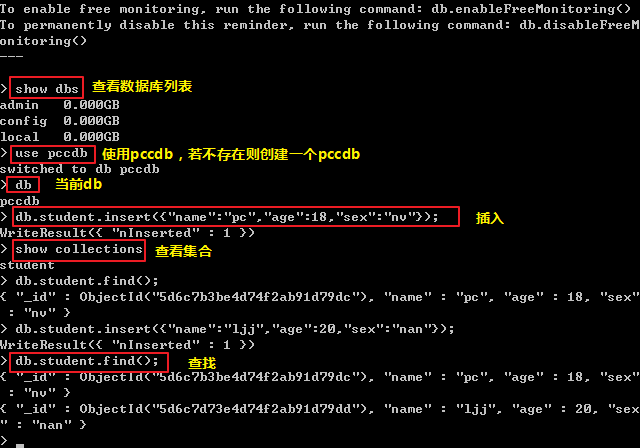 To enable free monitoring, run the following command: db.enableFreeMonitoring()
To permanently disable this reminder, run the following command: db.disableFreeM
onitoring()
---
> show dbs 查看数据库列表
admin 0.000GB
config 0.000GB
local 0.000GB
> use pccdb 使用pccdb，若不存在则创建一个pccdb
switched to db pccdb
> db 当前db
pccdb
> db.student.insert({"name":"pc","age":18,"sex":"nv"}); 插入
WriteResult({ "nInserted" : 1 })
> show collections 查看集合
student
> db.student.find();
{ "_id" : ObjectId("5d6c7b3be4d74f2ab91d79dc"), "name" : "pc", "age" : 18, "sex"
 : "nv" }
> db.student.insert({"name":"ljj","age":20,"sex":"nan"});
WriteResult({ "nInserted" : 1 })
> db.student.find(); 查找
{ "_id" : ObjectId("5d6c7b3be4d74f2ab91d79dc"), "name" : "pc", "age" : 18, "sex"
 : "nv" }
{ "_id" : ObjectId("5d6c7d73e4d74f2ab91d79dd"), "name" : "ljj", "age" : 20, "sex
" : "nan" }
>